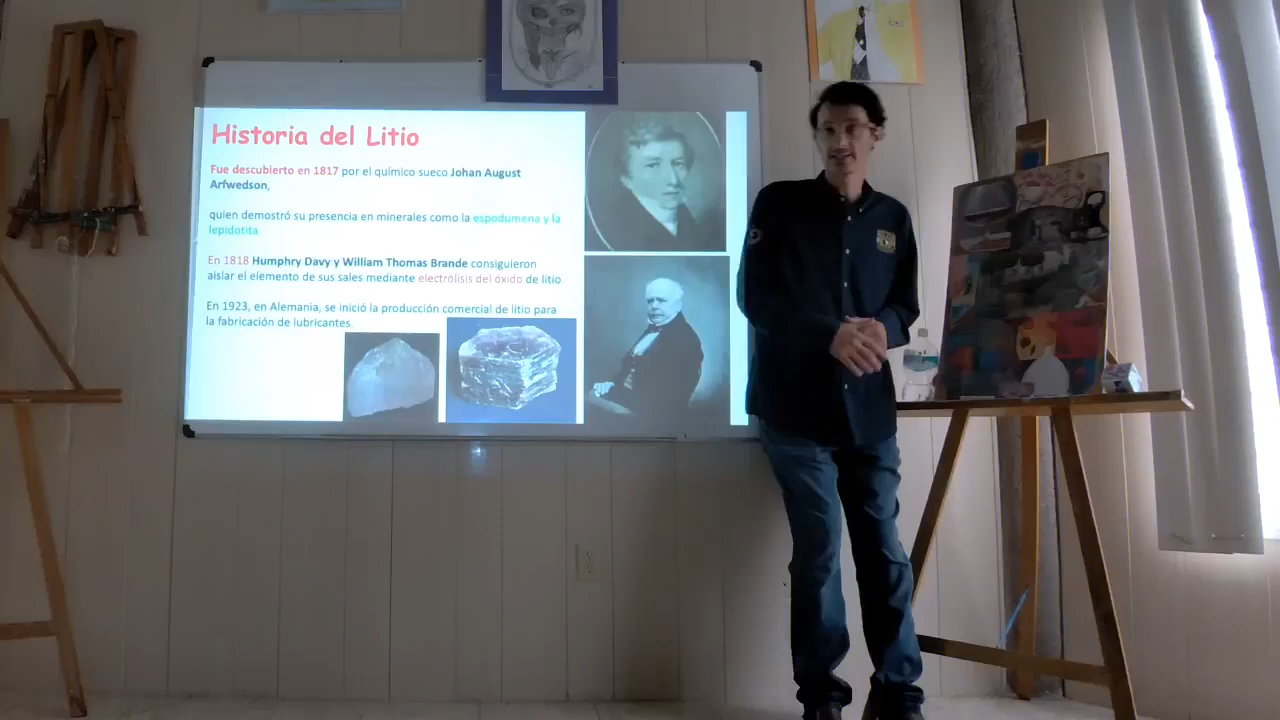 Historia del Litio
Fue descubierto en 1817 por el químico sueco Johan August
Arfwedson,
quien demostró su presencia en minerales como la espodumena y la
lepidotita.
En 1818 Humphry Davy y William Thomas Brande consiguieron
aislar el elemento de sus sales mediante electrólisis del óxido de litio.
En 1923, en Alemania, se inició la producción comercial de litio para
la fabricación de lubricantes.